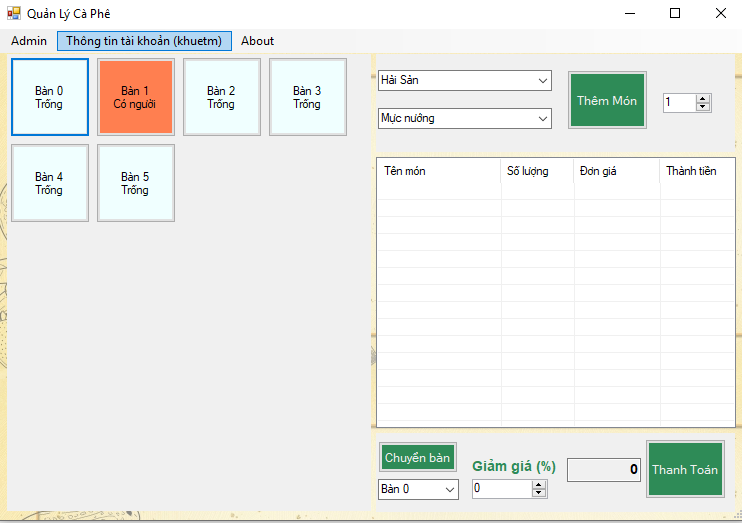 Quản Lý Cà Phê
Admin Thông tin tài khoản (khuetm) About
Bàn 0
Trống
Bàn 1
Có người
Bàn 2
Trống
Bàn 3
Trống
Bàn 4
Trống
Bàn 5
Trống
Hải Sản
Mực nướng
Thêm Món
1
Tên món Số lượng Đơn giá Thành tiền
Chuyển bàn
Bàn 0
Giảm giá (%)
0
0
Thanh Toán